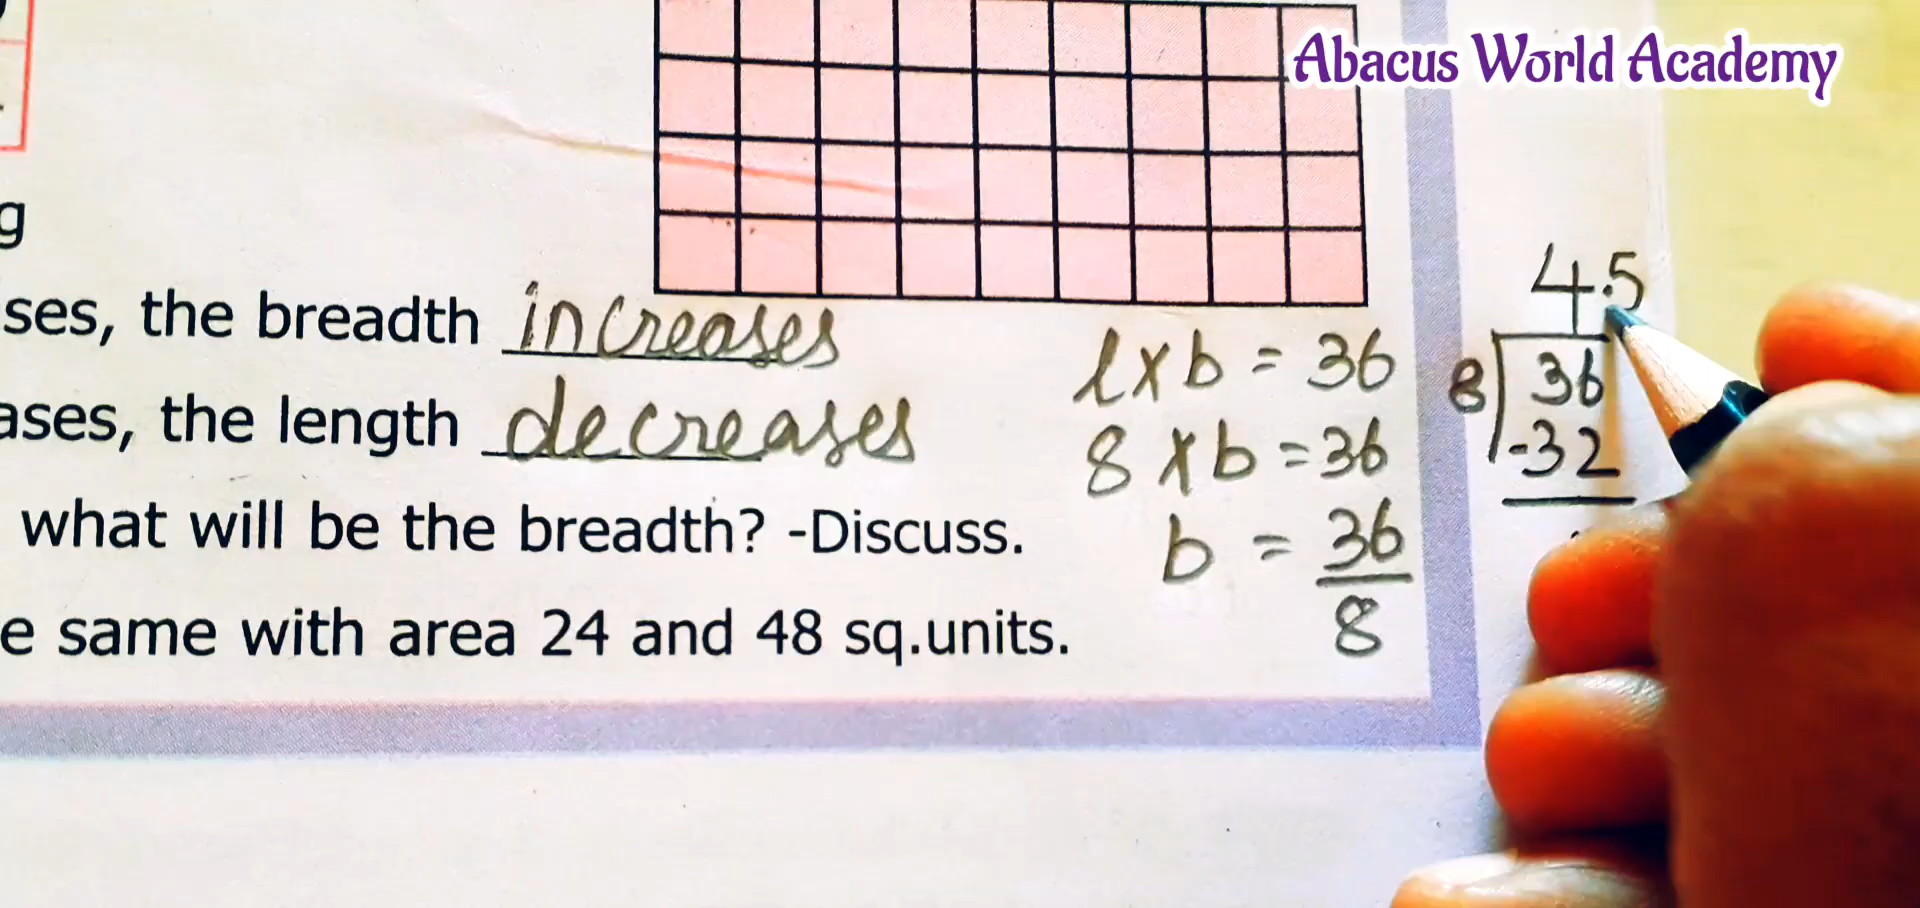 Abacus World Academy
g
ses, the breadth increases
ases, the length decreases
what will be the breadth? -Discuss.
e same with area 24 and 48 sq.units.
l x b = 36
8 x b = 36
b = 36
8
4.5
8 36
-32